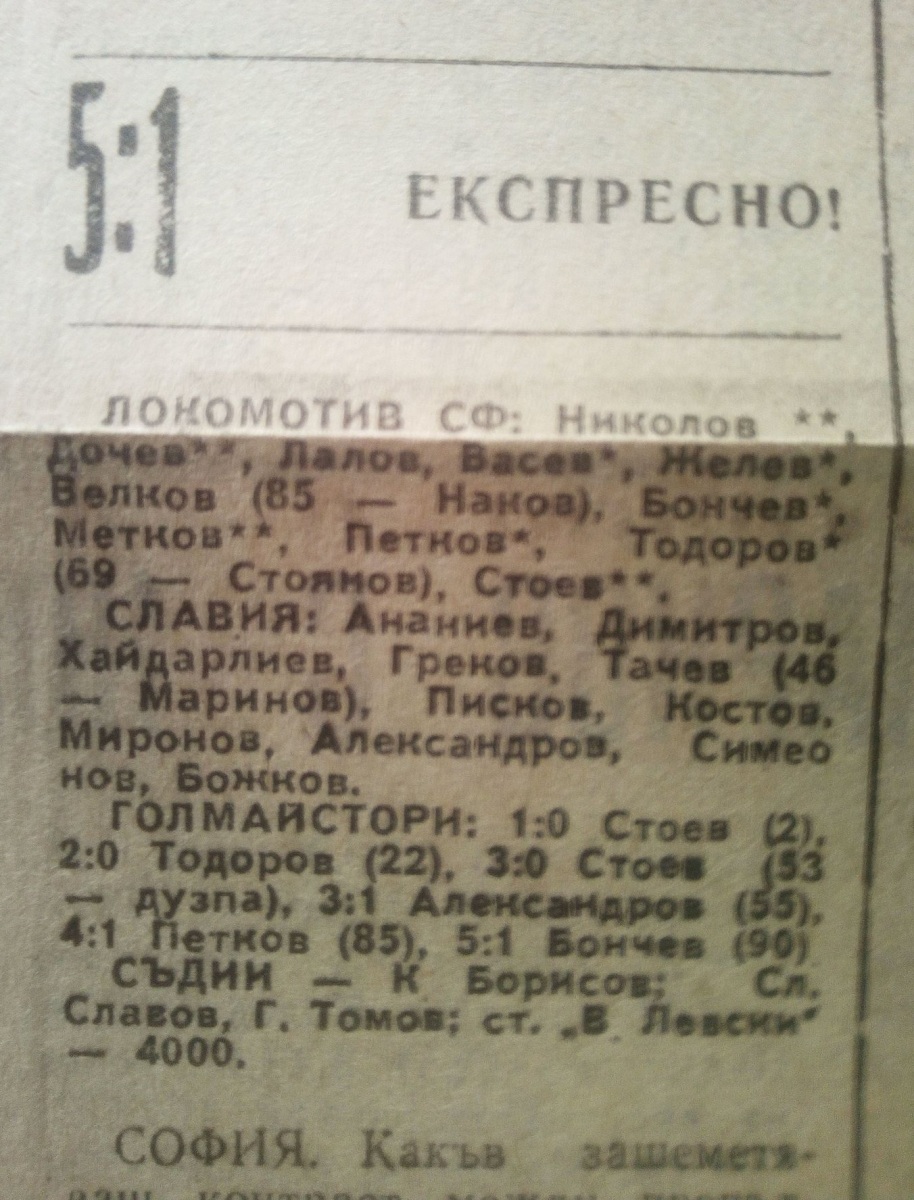 5:1
ЕКСПРЕСНО!
ЛОКОМОТИВ СФ: Николов **,
Дочев**, Лалов, Васев*, Желев*,
Велков (85 — Наков), Бончев*,
Метков**, Петков*, Тодоров*
(69 — Стоянов), Стоев**.
СЛАВИЯ: Ананиев, Димитров,
Хайдарлиев, Греков, Тачев (46
— Маринов), Писков, Костов,
Миронов, Александров, Симео
нов, Божков.
ГОЛМАЙСТОРИ: 1:0 Стоев (2),
2:0 Тодоров (22), 3:0 Стоев (53
— дузпа), 3:1 Александров (55),
4:1 Петков (85), 5:1 Бончев (90)
СЪДИИ — К Борисов; Сл.
Славов, Г. Томов; ст. „В. Левски"
— 4000.
СОФИЯ. Какъв зашеметя-